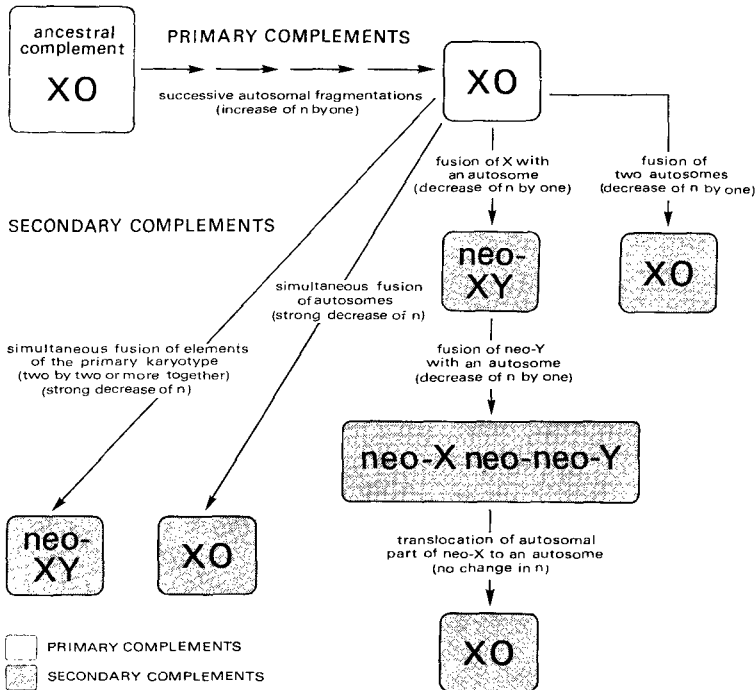 ancestral
complement
XO
PRIMARY COMPLEMENTS
successive autosomal fragmentations
(increase of n by one)
XO
fusion of X with
an autosome
(decrease of n by one)
fusion of
two autosomes
(decrease of n by one)
SECONDARY COMPLEMENTS
neo-
XY
XO
simultaneous fusion
of autosomes
(strong decrease of n)
simultaneous fusion of elements
of the primary karyotype
(two by two or more together)
(strong decrease of n)
fusion of neo-Y
with an autosome
(decrease of n by one)
neo-X neo-neo-Y
neo-
XY
XO
translocation of autosomal
part of neo-X to an autosome
(no change in n)
XO
PRIMARY COMPLEMENTS
SECONDARY COMPLEMENTS